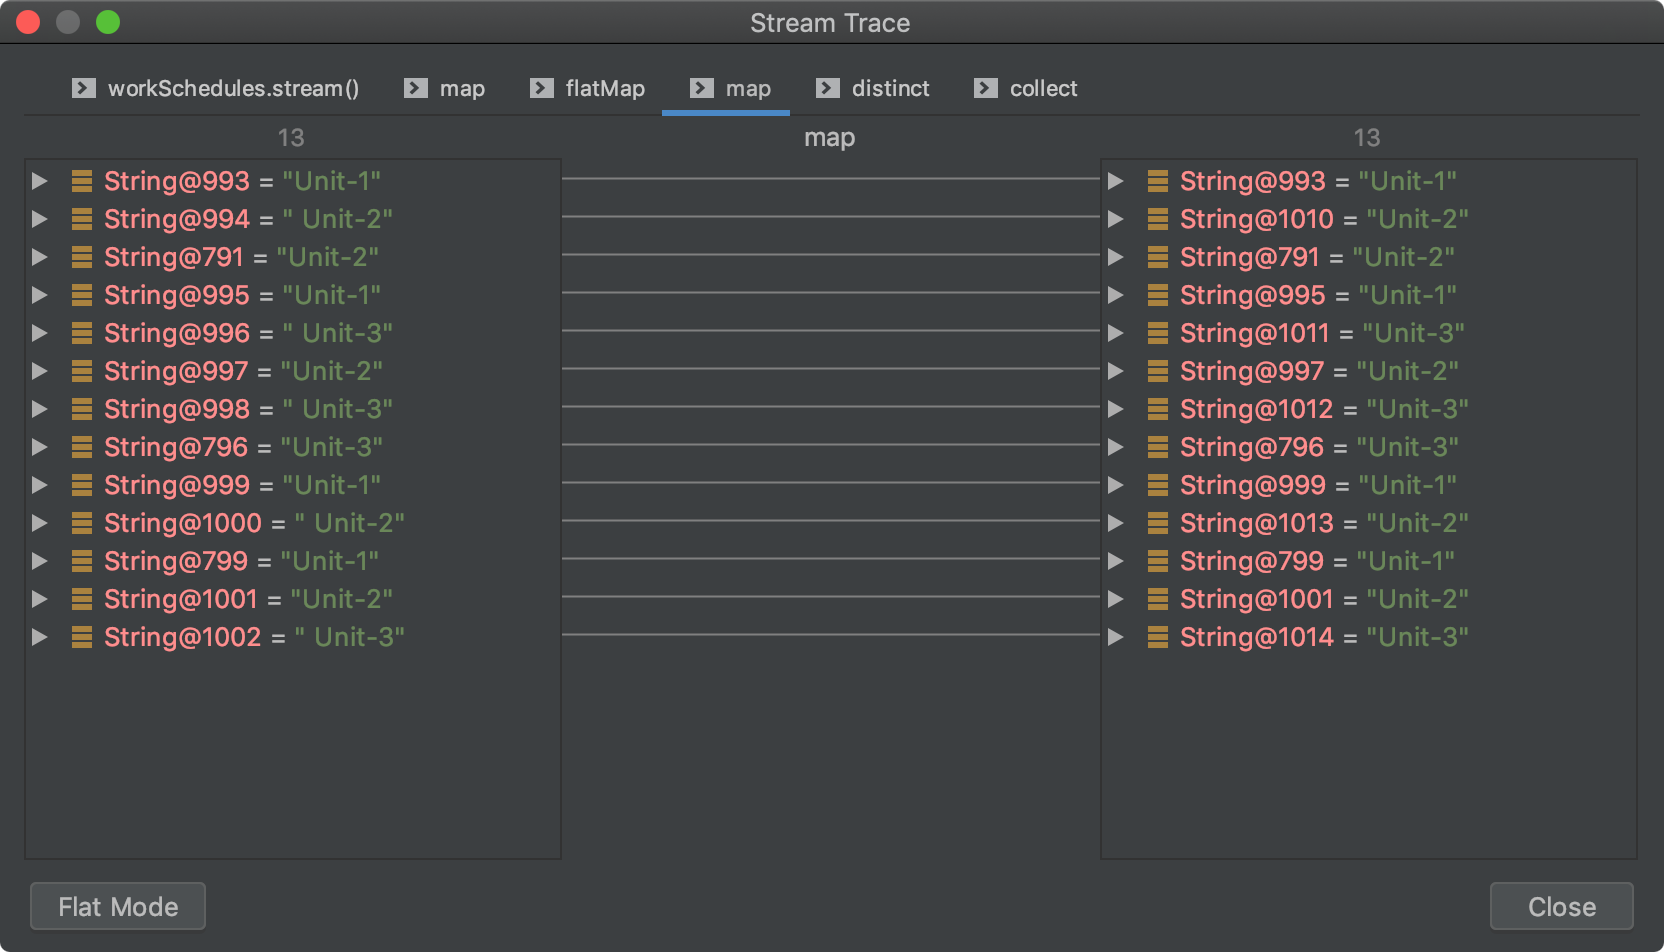 Stream Trace
workSchedules.stream() map flatMap map distinct collect
13 map 13
String@993 = "Unit-1" String@993 = "Unit-1"
String@994 = " Unit-2" String@1010 = "Unit-2"
String@791 = "Unit-2" String@791 = "Unit-2"
String@995 = "Unit-1" String@995 = "Unit-1"
String@996 = " Unit-3" String@1011 = "Unit-3"
String@997 = "Unit-2" String@997 = "Unit-2"
String@998 = " Unit-3" String@1012 = "Unit-3"
String@796 = "Unit-3" String@796 = "Unit-3"
String@999 = "Unit-1" String@999 = "Unit-1"
String@1000 = " Unit-2" String@1013 = "Unit-2"
String@799 = "Unit-1" String@799 = "Unit-1"
String@1001 = "Unit-2" String@1001 = "Unit-2"
String@1002 = " Unit-3" String@1014 = "Unit-3"
Flat Mode Close